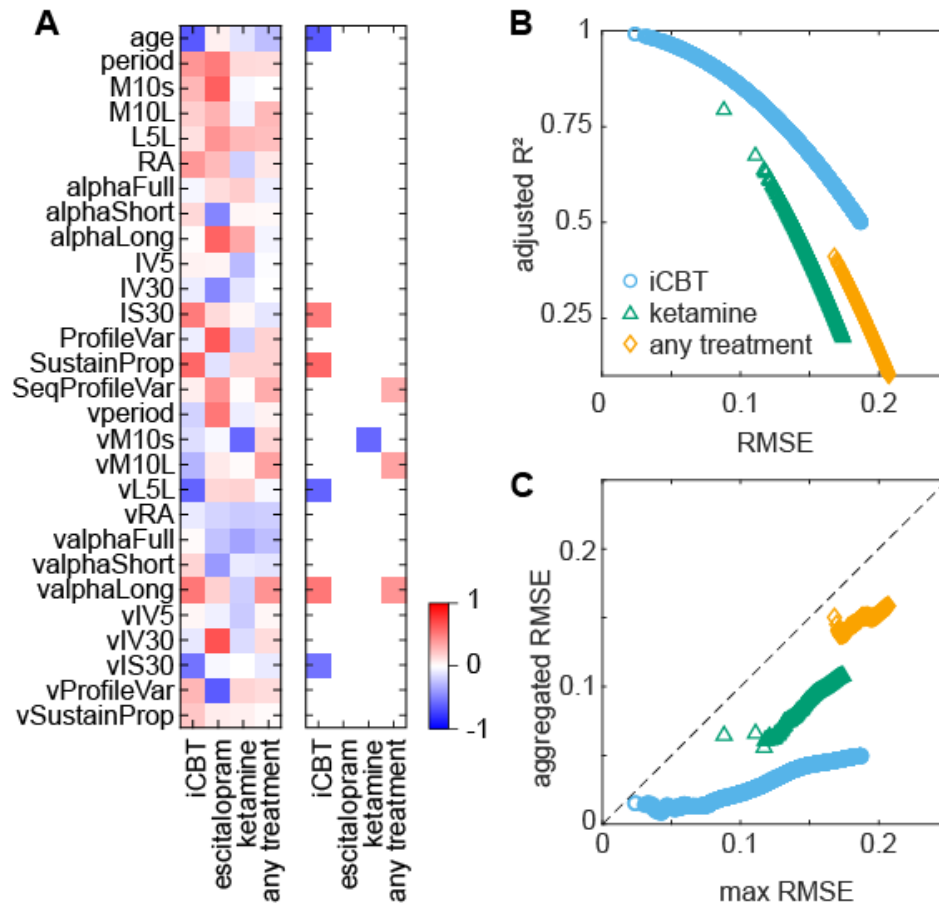 A
age
period
M10s
M10L
L5L
RA
alphaFull
alphaShort
alphaLong
IV5
IV30
IS30
ProfileVar
SustainProp
SeqProfileVar
vperiod
vM10s
vM10L
vL5L
vRA
valphaFull
valphaShort
valphaLong
vIV5
vIV30
vIS30
vProfileVar
vSustainProp
iCBT
escitalopram
ketamine
any treatment
iCBT
escitalopram
ketamine
any treatment
1
0
-1
B
1
0.75
0.5
0.25
adjusted R²
iCBT
ketamine
any treatment
0
0.1
0.2
RMSE
C
0.2
0.1
0
aggregated RMSE
0
0.1
0.2
max RMSE